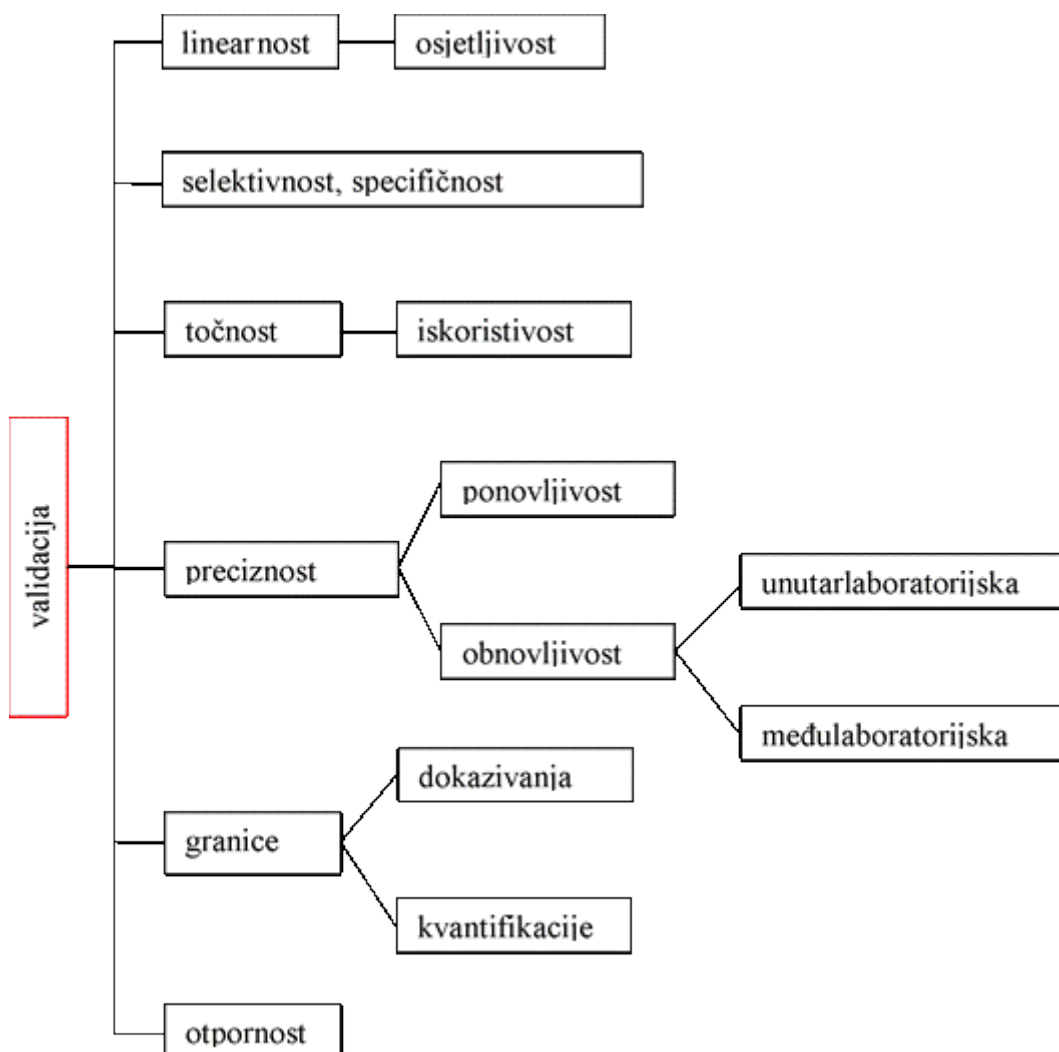 linearnost
osjetljivost
selektivnost, specifičnost
točnost
iskoristivost
validacija
preciznost
ponovljivost
obnovljivost
unutarlaboratorijska
međulaboratorijska
granice
dokazivanja
kvantifikacije
otpornost